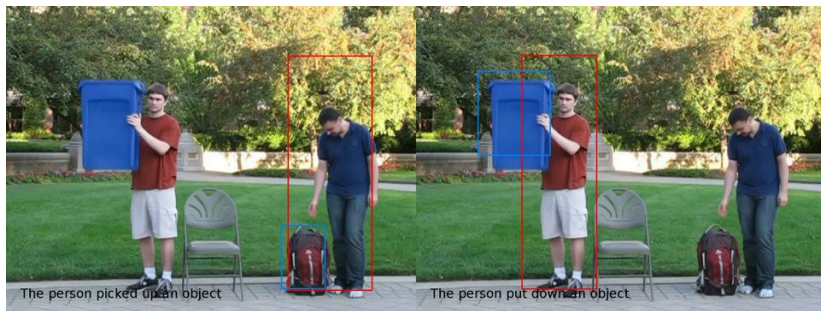 The person picked up an object
The person put down an object